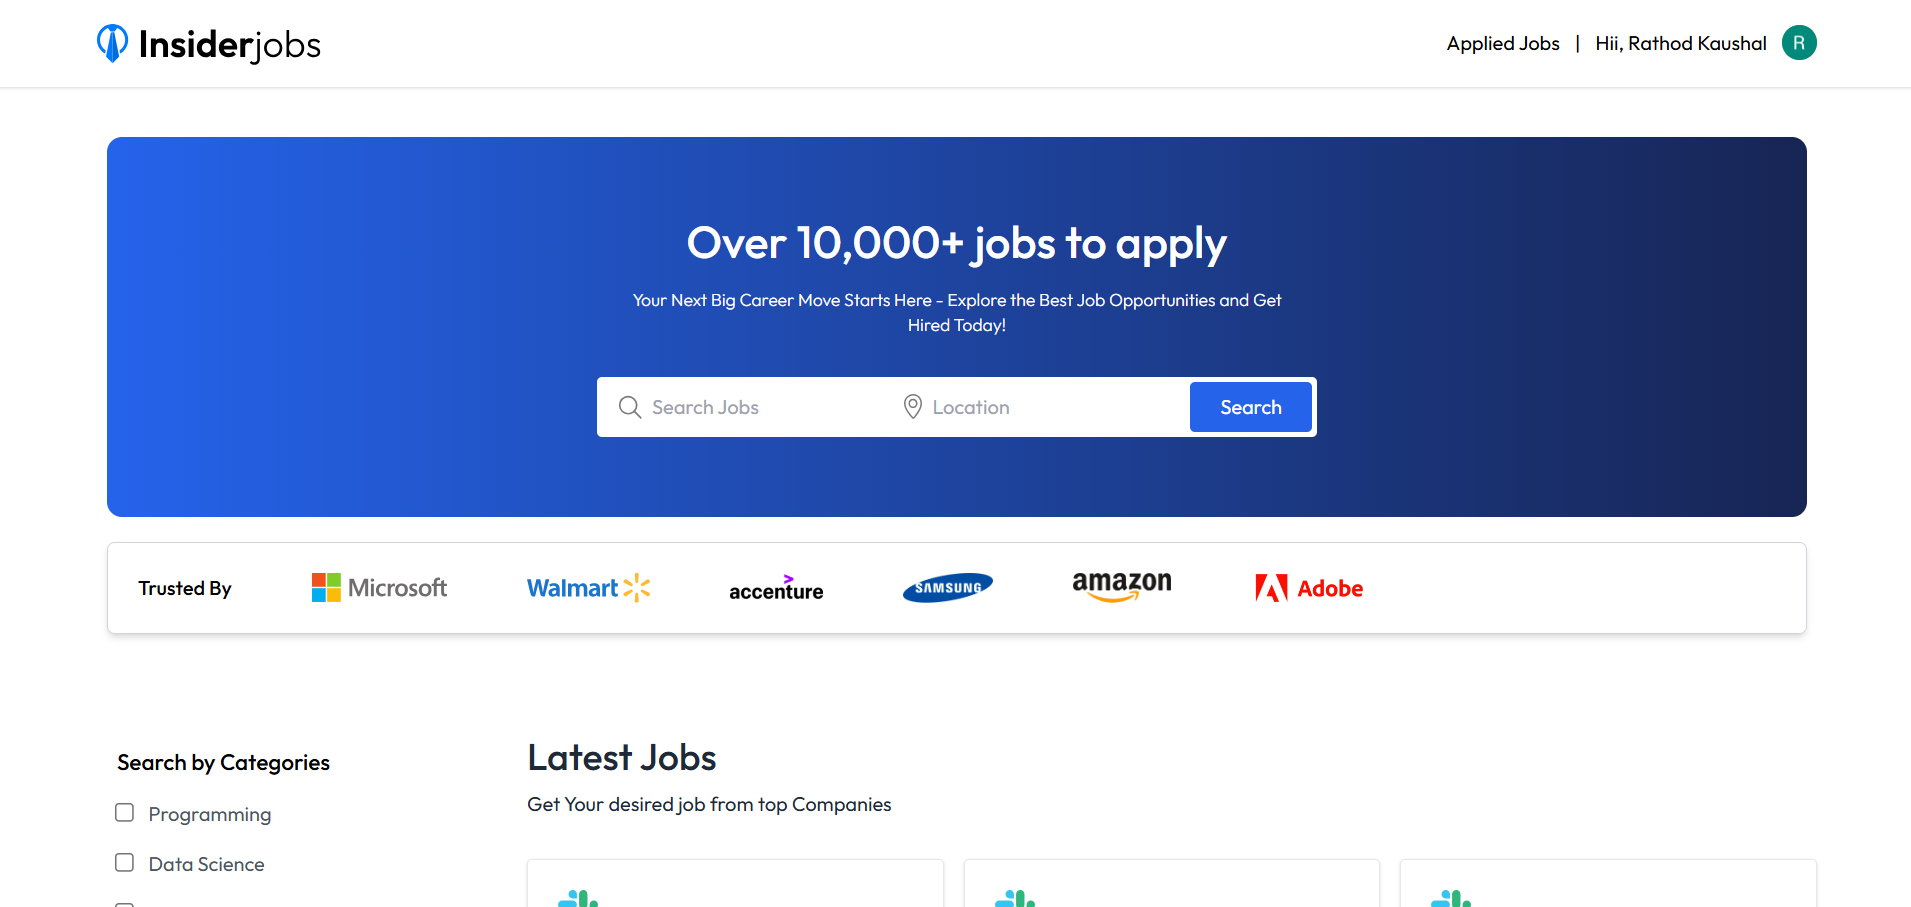 Insiderjobs
Applied Jobs | Hii, Rathod Kaushal R
Over 10,000+ jobs to apply
Your Next Big Career Move Starts Here - Explore the Best Job Opportunities and Get
Hired Today!
Search Jobs Location Search
Trusted By Microsoft Walmart accenture SAMSUNG amazon Adobe
Search by Categories
Programming
Data Science
Latest Jobs
Get Your desired job from top Companies